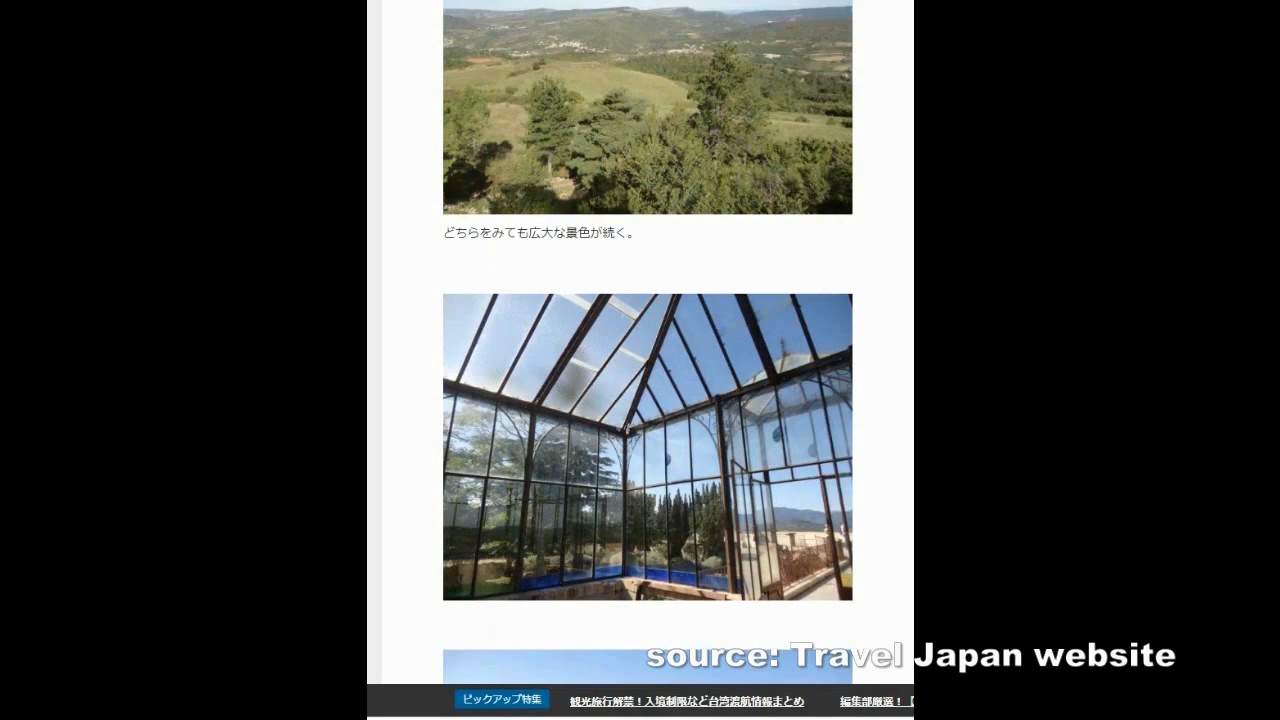 どちらをみても広大な景色が続く。
source: Travel Japan website
ピックアップ特集 観光旅行解禁！入境制限など台湾渡航情報まとめ 編集部厳選！【